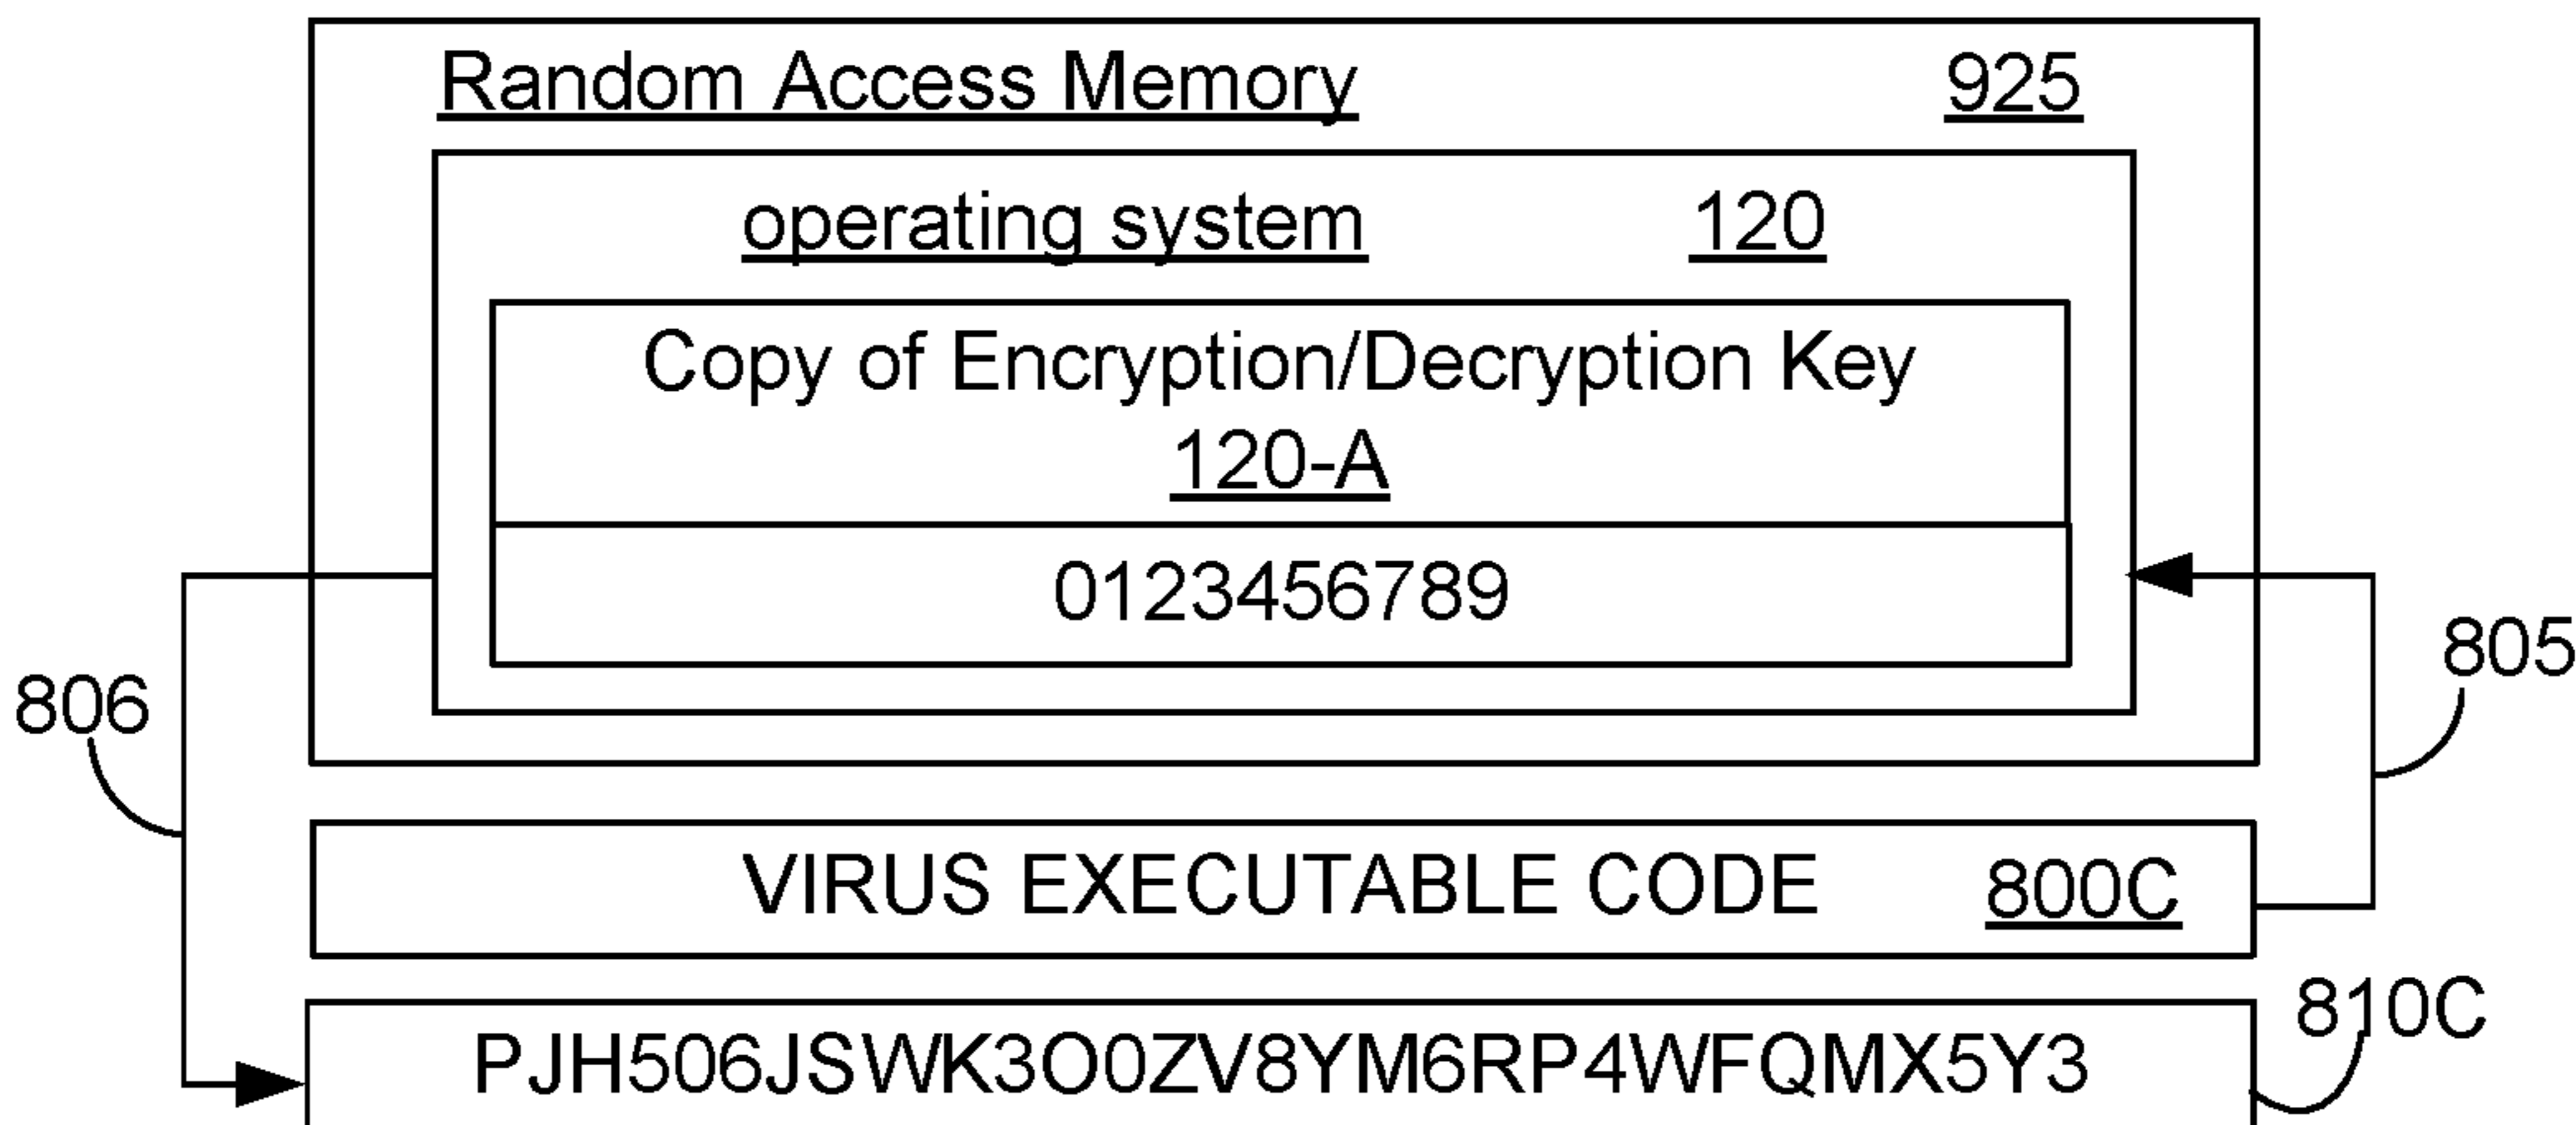 Random Access Memory 925
operating system 120
Copy of Encryption/Decryption Key
120-A
0123456789
806
805
VIRUS EXECUTABLE CODE 800C
810C
PJH506JSWK3O0ZV8YM6RP4WFQMX5Y3